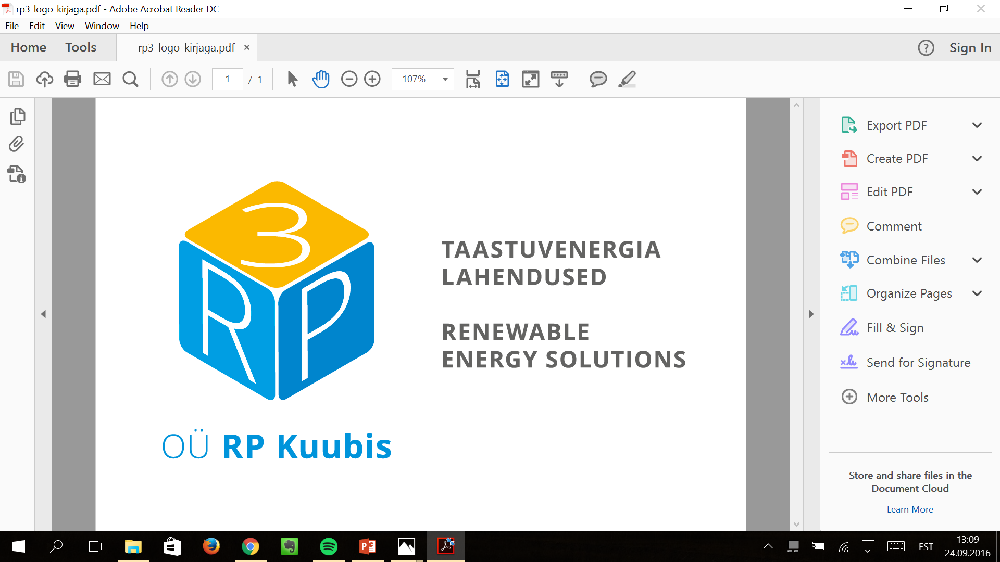 rp3_logo_kirjaga.pdf - Adobe Acrobat Reader DC
File Edit View Window Help
Home Tools rp3_logo_kirjaga.pdf × ? Sign In
1 / 1 107%
Export PDF
Create PDF
Edit PDF
Comment
Combine Files
Organize Pages
Fill & Sign
Send for Signature
More Tools
Store and share files in the
Document Cloud
Learn More
3
R P
TAASTUVENERGIA
LAHENDUSED
RENEWABLE
ENERGY SOLUTIONS
OÜ RP Kuubis
EST
13:09
24.09.2016